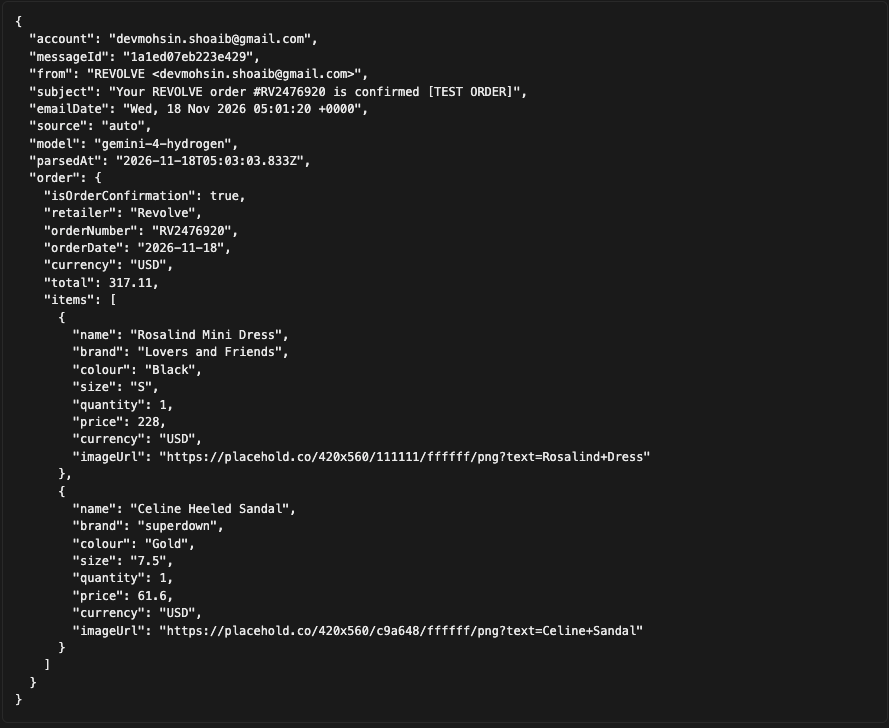 {
  "account": "devmohsin.shoaib@gmail.com",
  "messageId": "1a1ed07eb223e429",
  "from": "REVOLVE <devmohsin.shoaib@gmail.com>",
  "subject": "Your REVOLVE order #RV2476920 is confirmed [TEST ORDER]",
  "emailDate": "Wed, 18 Nov 2026 05:01:20 +0000",
  "source": "auto",
  "model": "gemini-4-hydrogen",
  "parsedAt": "2026-11-18T05:03:03.833Z",
  "order": {
    "isOrderConfirmation": true,
    "retailer": "Revolve",
    "orderNumber": "RV2476920",
    "orderDate": "2026-11-18",
    "currency": "USD",
    "total": 317.11,
    "items": [
      {
        "name": "Rosalind Mini Dress",
        "brand": "Lovers and Friends",
        "colour": "Black",
        "size": "S",
        "quantity": 1,
        "price": 228,
        "currency": "USD",
        "imageUrl": "https://placehold.co/420x560/111111/ffffff/png?text=Rosalind+Dress"
      },
      {
        "name": "Celine Heeled Sandal",
        "brand": "superdown",
        "colour": "Gold",
        "size": "7.5",
        "quantity": 1,
        "price": 61.6,
        "currency": "USD",
        "imageUrl": "https://placehold.co/420x560/c9a648/ffffff/png?text=Celine+Sandal"
      }
    ]
  }
}